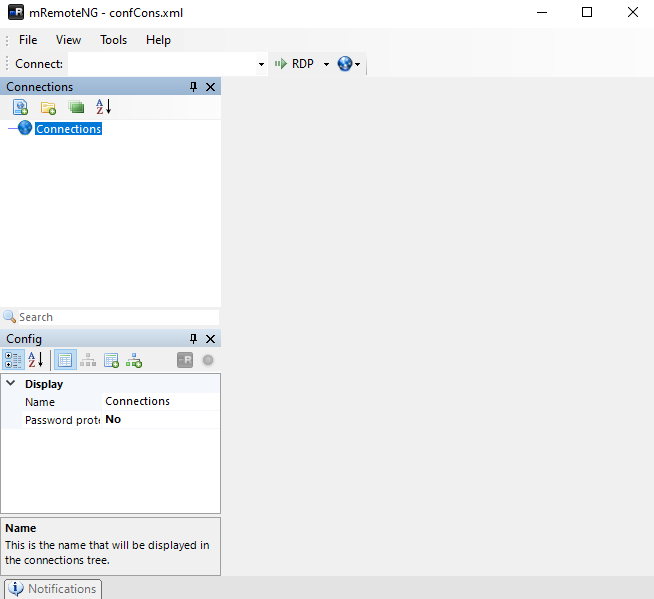 mRemoteNG - confCons.xml
File View Tools Help
Connect: RDP
Connections
Connections
Search
Config
Display
Name Connections
Password prote No
Name
This is the name that will be displayed in
the connections tree.
Notifications